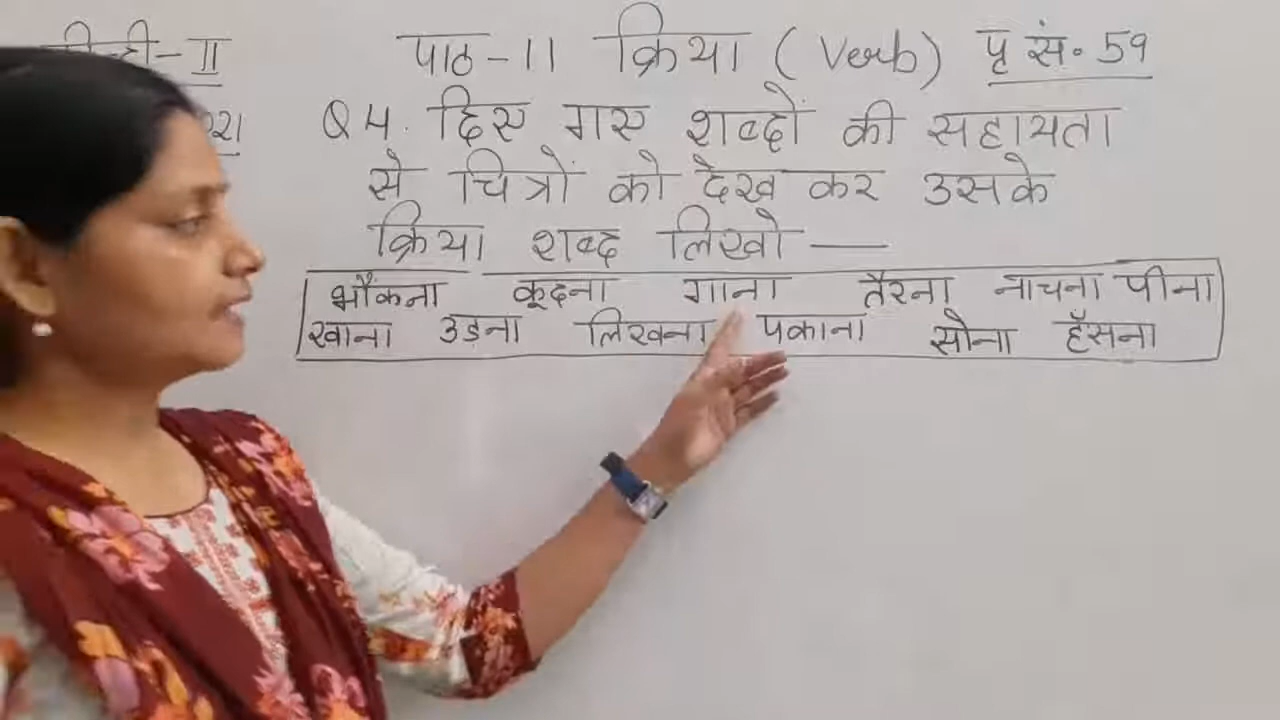 पाठ-11 क्रिया (Verb) पृ सं. 59
II
Q4. दिए गए शब्दों की सहायता
से चित्रों को देख कर उसके
क्रिया शब्द लिखो —
भौंकना कूदना गाना तैरना नाचना पीना
खाना उड़ना लिखना पकाना सोना हँसना